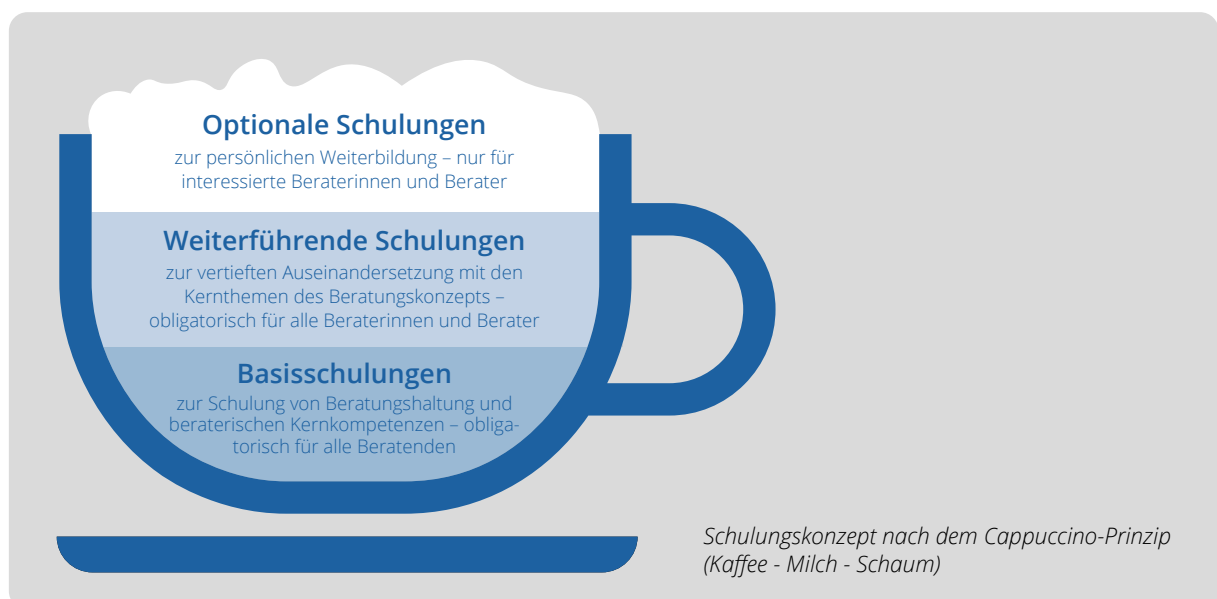 Optionale Schulungen
zur persönlichen Weiterbildung – nur für
interessierte Beraterinnen und Berater
Weiterführende Schulungen
zur vertieften Auseinandersetzung mit den
Kernthemen des Beratungskonzepts –
obligatorisch für alle Beraterinnen und Berater
Basisschulungen
zur Schulung von Beratungshaltung und
beraterischen Kernkompetenzen – obliga-
torisch für alle Beratenden
Schulungskonzept nach dem Cappuccino-Prinzip
(Kaffee - Milch - Schaum)